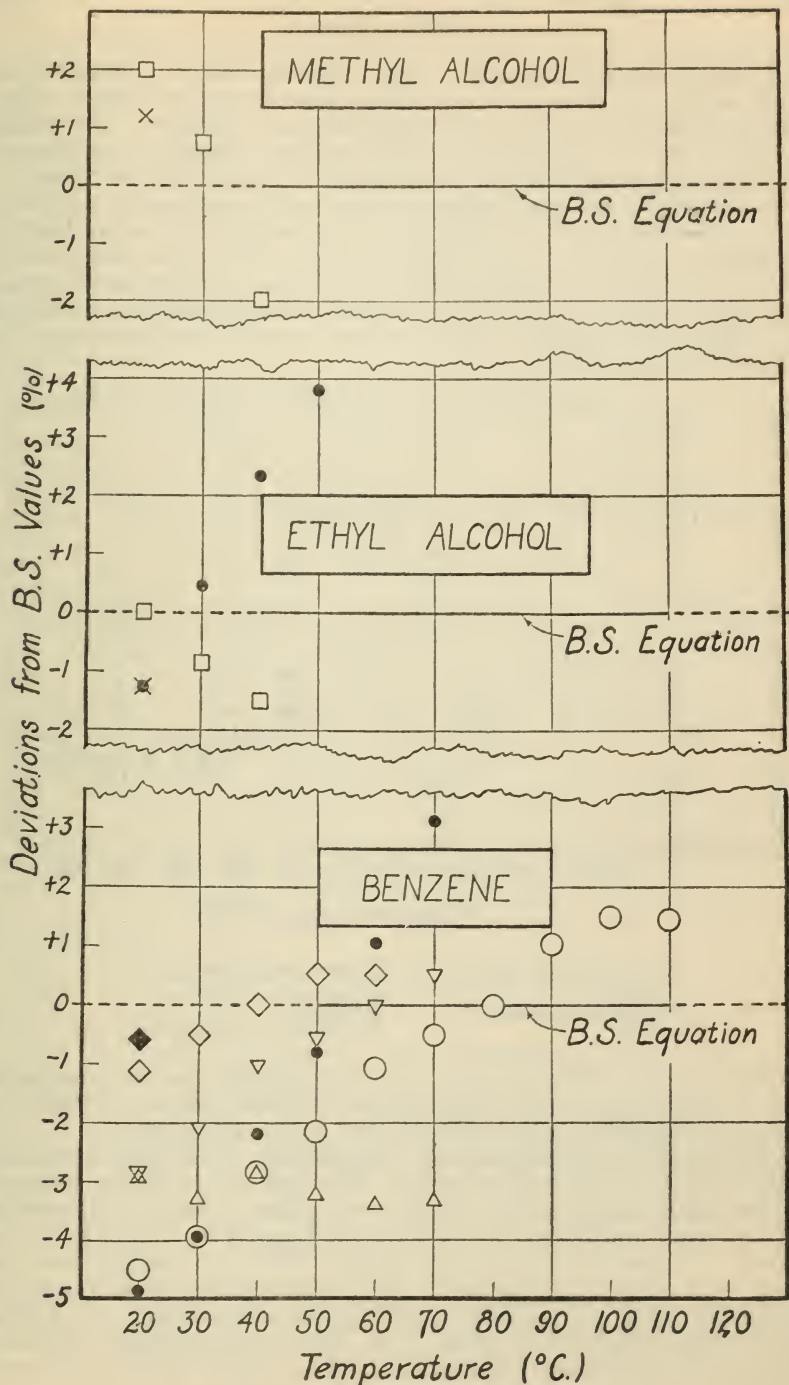 Deviations from B.S. Values (%)
METHYL ALCOHOL
+2
+1
0
-1
-2
B.S. Equation
ETHYL ALCOHOL
+4
+3
+2
+1
0
-1
-2
B.S. Equation
BENZENE
+3
+2
+1
0
-1
-2
-3
-4
-5
B.S. Equation
20 30 40 50 60 70 80 90 100 110 120
Temperature (°C.)